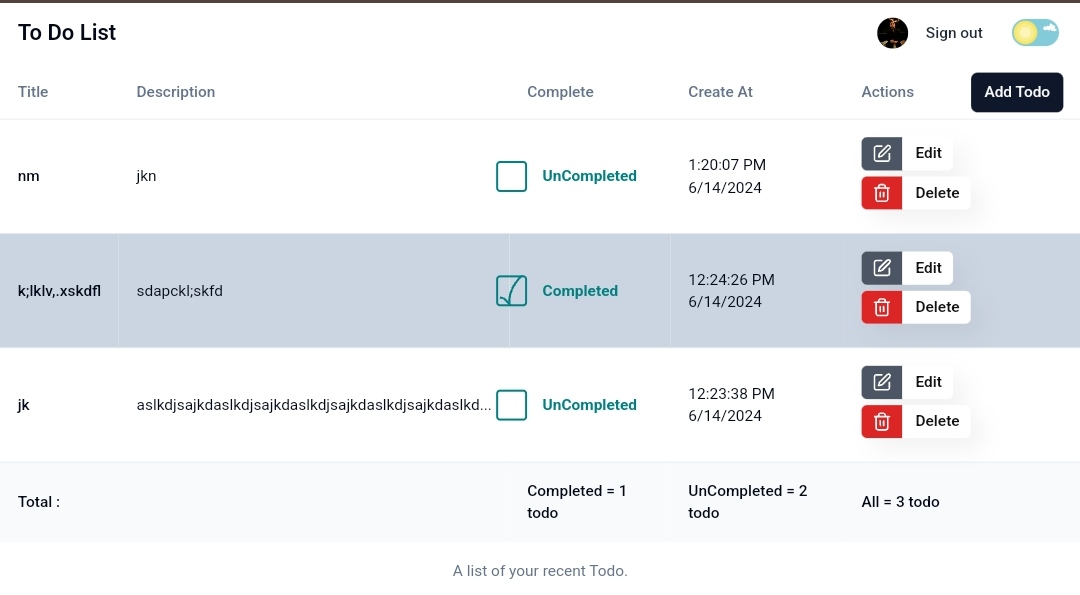 To Do List
Sign out
Title Description Complete Create At Actions Add Todo
nm jkn UnCompleted 1:20:07 PM 6/14/2024 Edit Delete
k;lklv,.xskdfl sdapckl;skfd Completed 12:24:26 PM 6/14/2024 Edit Delete
jk aslkdjsajkdaslkdjsajkdaslkdjsajkdaslkdjsajkdaslkd... UnCompleted 12:23:38 PM 6/14/2024 Edit Delete
Total : Completed = 1 todo UnCompleted = 2 todo All = 3 todo
A list of your recent Todo.